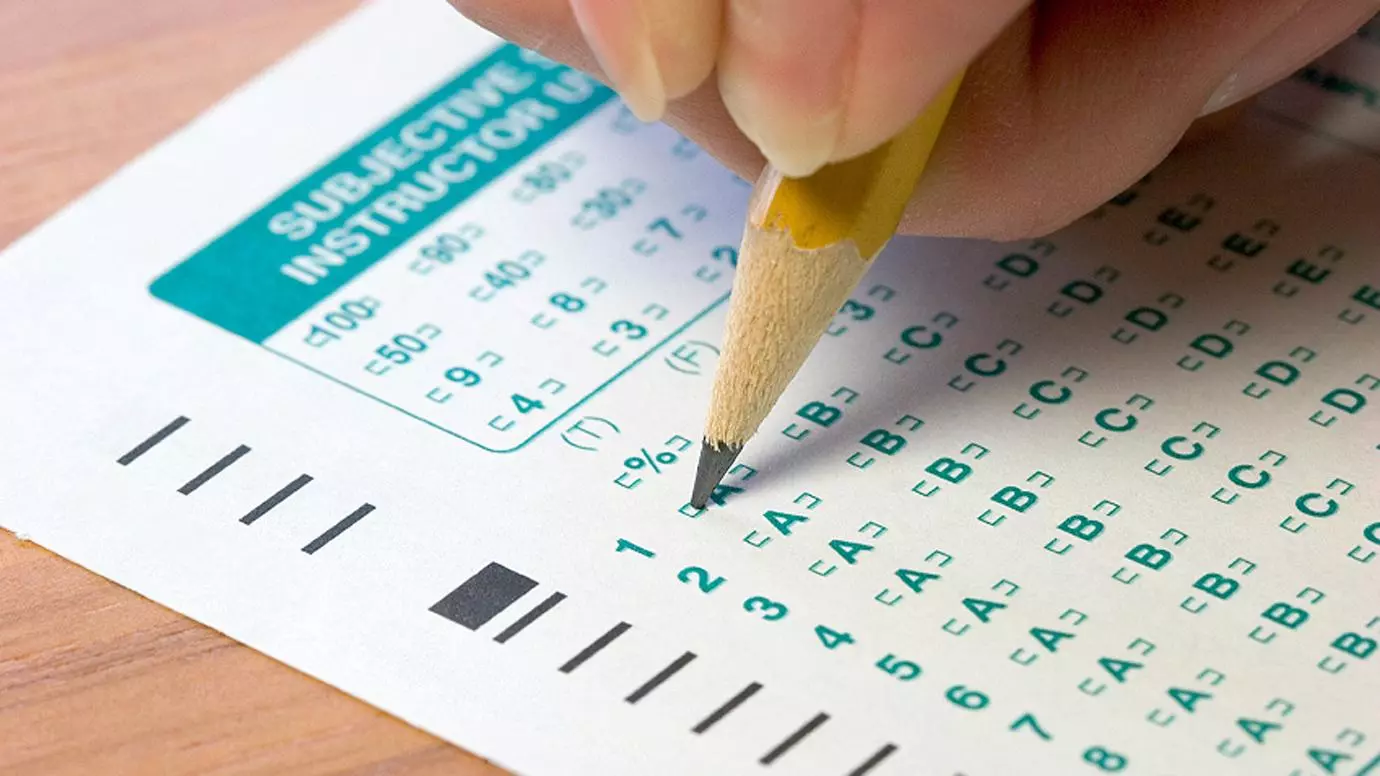 SUBJECTIVE
INSTRUCTOR
100 90 80
50 40 30
9 8 7
4 3 2
(T) (F)
% 3
1 A B C D E
2 A B C D E
3 A B C D E
4 A B C D E
5 A B C D
6 A B C D
7 A B C
8 A B
A